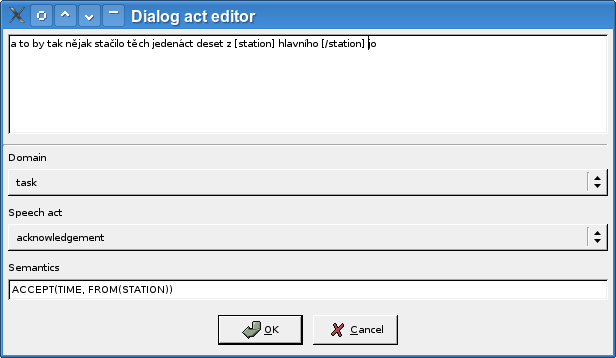 Dialog act editor
a to by tak nějak stačilo těch jedenáct deset z [station] hlavního [/station] jo
Domain
task
Speech act
acknowledgement
Semantics
ACCEPT(TIME, FROM(STATION))
OK Cancel